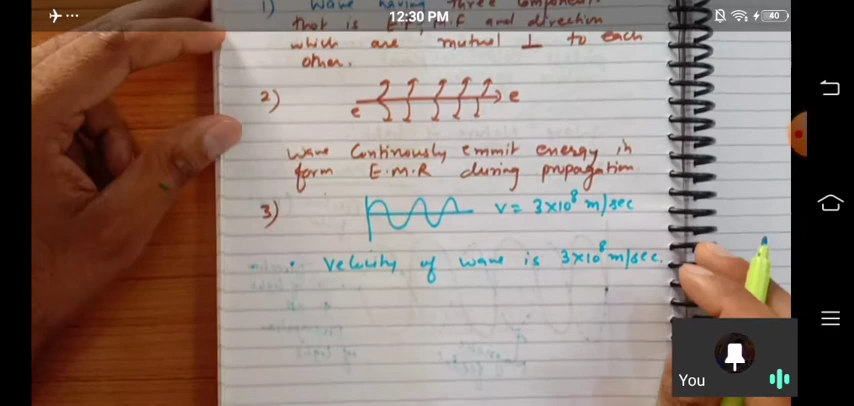 12:30 PM
40
1) Wave having three component
that is E.F, M.F and direction
which are, mutual ⊥ to each
other.
2)
e e
Wave Continously emmit energy in
form E.M.R during propagation
3) v = 3×10⁸ m/sec
• velocity of wave is 3×10⁸ m/sec.
You